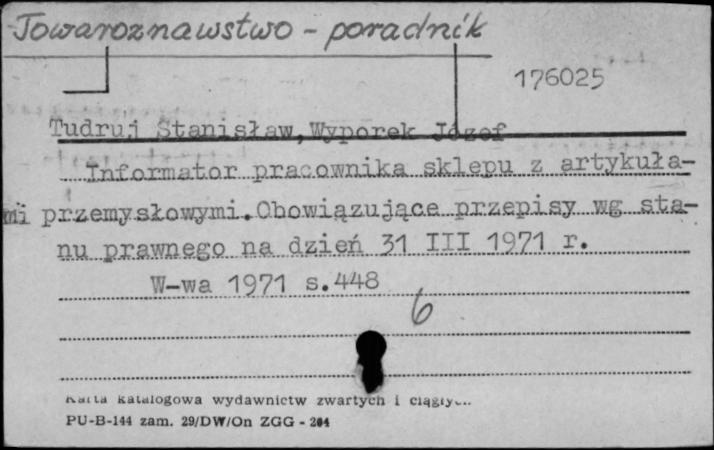 Towaroznawstwo - poradnik
176025
Tudruj Stanisław, Wyporek Józef
Informator pracownika sklepu z artykuła-
mi przemysłowymi. Obowiązujące przepisy wg sta-
nu prawnego na dzień 31 III 1971 r.
W-wa 1971 s.448
6
Karta katalogowa wydawnictw zwartych i
PU-B-144 zam. 29/DW/On ZGG - 204